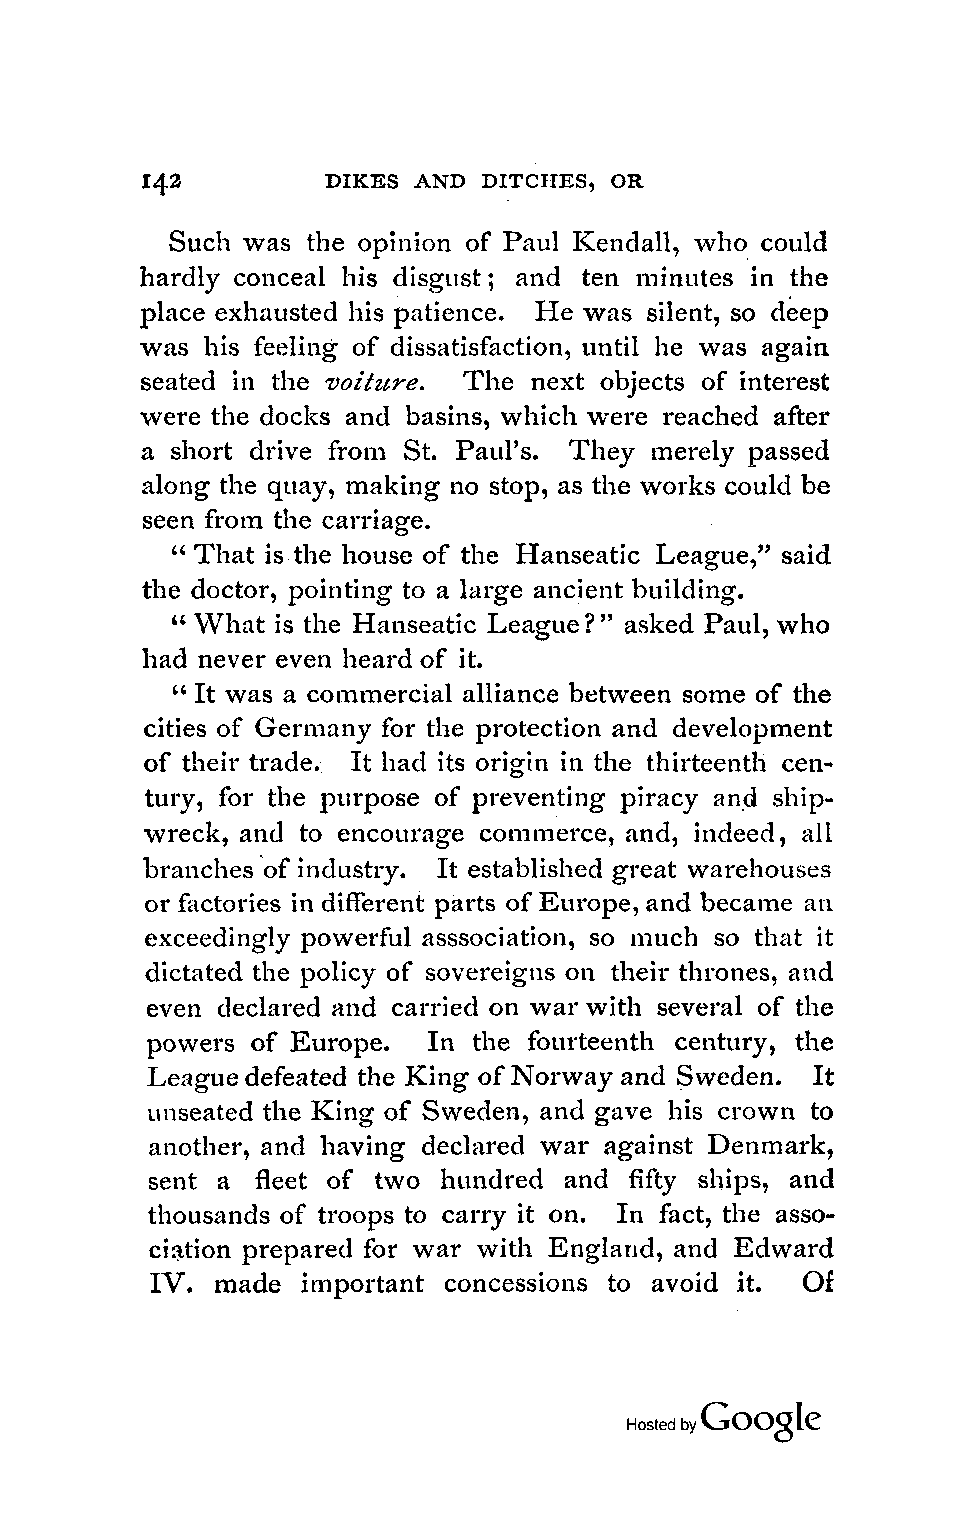 142 DIKES AND DITCHES, OR
Such was the opinion of Paul Kendall, who could
hardly conceal his disgust; and ten minutes in the
place exhausted his patience. He was silent, so deep
was his feeling of dissatisfaction, until he was again
seated in the voiture. The next objects of interest
were the docks and basins, which were reached after
a short drive from St. Paul's. They merely passed
along the quay, making no stop, as the works could be
seen from the carriage.
"That is the house of the Hanseatic League," said
the doctor, pointing to a large ancient building.
"What is the Hanseatic League?" asked Paul, who
had never even heard of it.
"It was a commercial alliance between some of the
cities of Germany for the protection and development
of their trade. It had its origin in the thirteenth cen-
tury, for the purpose of preventing piracy and ship-
wreck, and to encourage commerce, and, indeed, all
branches of industry. It established great warehouses
or factories in different parts of Europe, and became an
exceedingly powerful asssociation, so much so that it
dictated the policy of sovereigns on their thrones, and
even declared and carried on war with several of the
powers of Europe. In the fourteenth century, the
League defeated the King of Norway and Sweden. It
unseated the King of Sweden, and gave his crown to
another, and having declared war against Denmark,
sent a fleet of two hundred and fifty ships, and
thousands of troops to carry it on. In fact, the asso-
ciation prepared for war with England, and Edward
IV. made important concessions to avoid it. Of
Hosted by Google